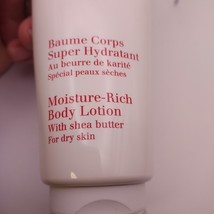 Baume Corps
Super Hydratant
Au beurre de karité
Spécial peaux sèches
Moisture-Rich
Body Lotion
With shea butter
For dry skin